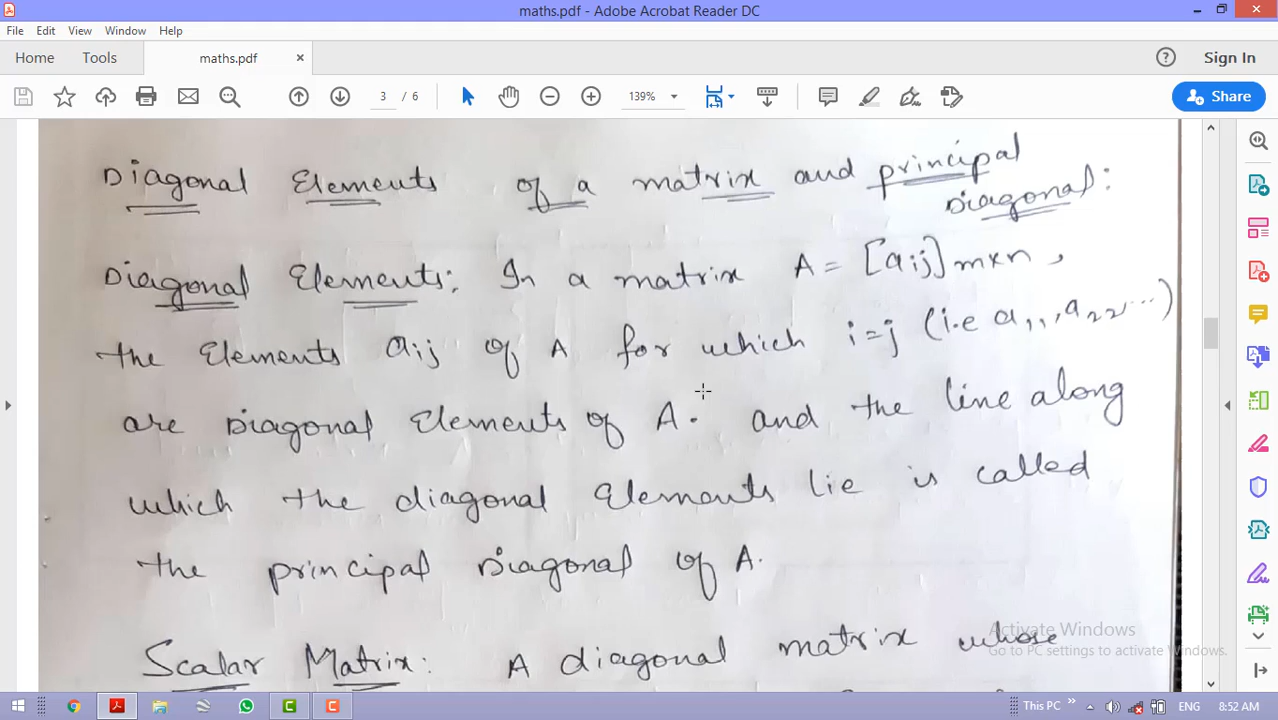 maths.pdf - Adobe Acrobat Reader DC
File Edit View Window Help
Home Tools maths.pdf × Sign In
3 / 6 139% Share
Diagonal Elements of a matrix and principal
Diagonal:
Diagonal Elements: In a matrix A = [aij]m×n,
the Elements aij of A for which i=j (i.e a11, a22, ...)
are Diagonal Elements of A. and the line along
which the diagonal Elements lie is called
the principal Diagonal of A.
Scalar Matrix: A diagonal matrix whose
Activate Windows
Go to PC settings to activate Windows.
This PC » ENG 8:52 AM